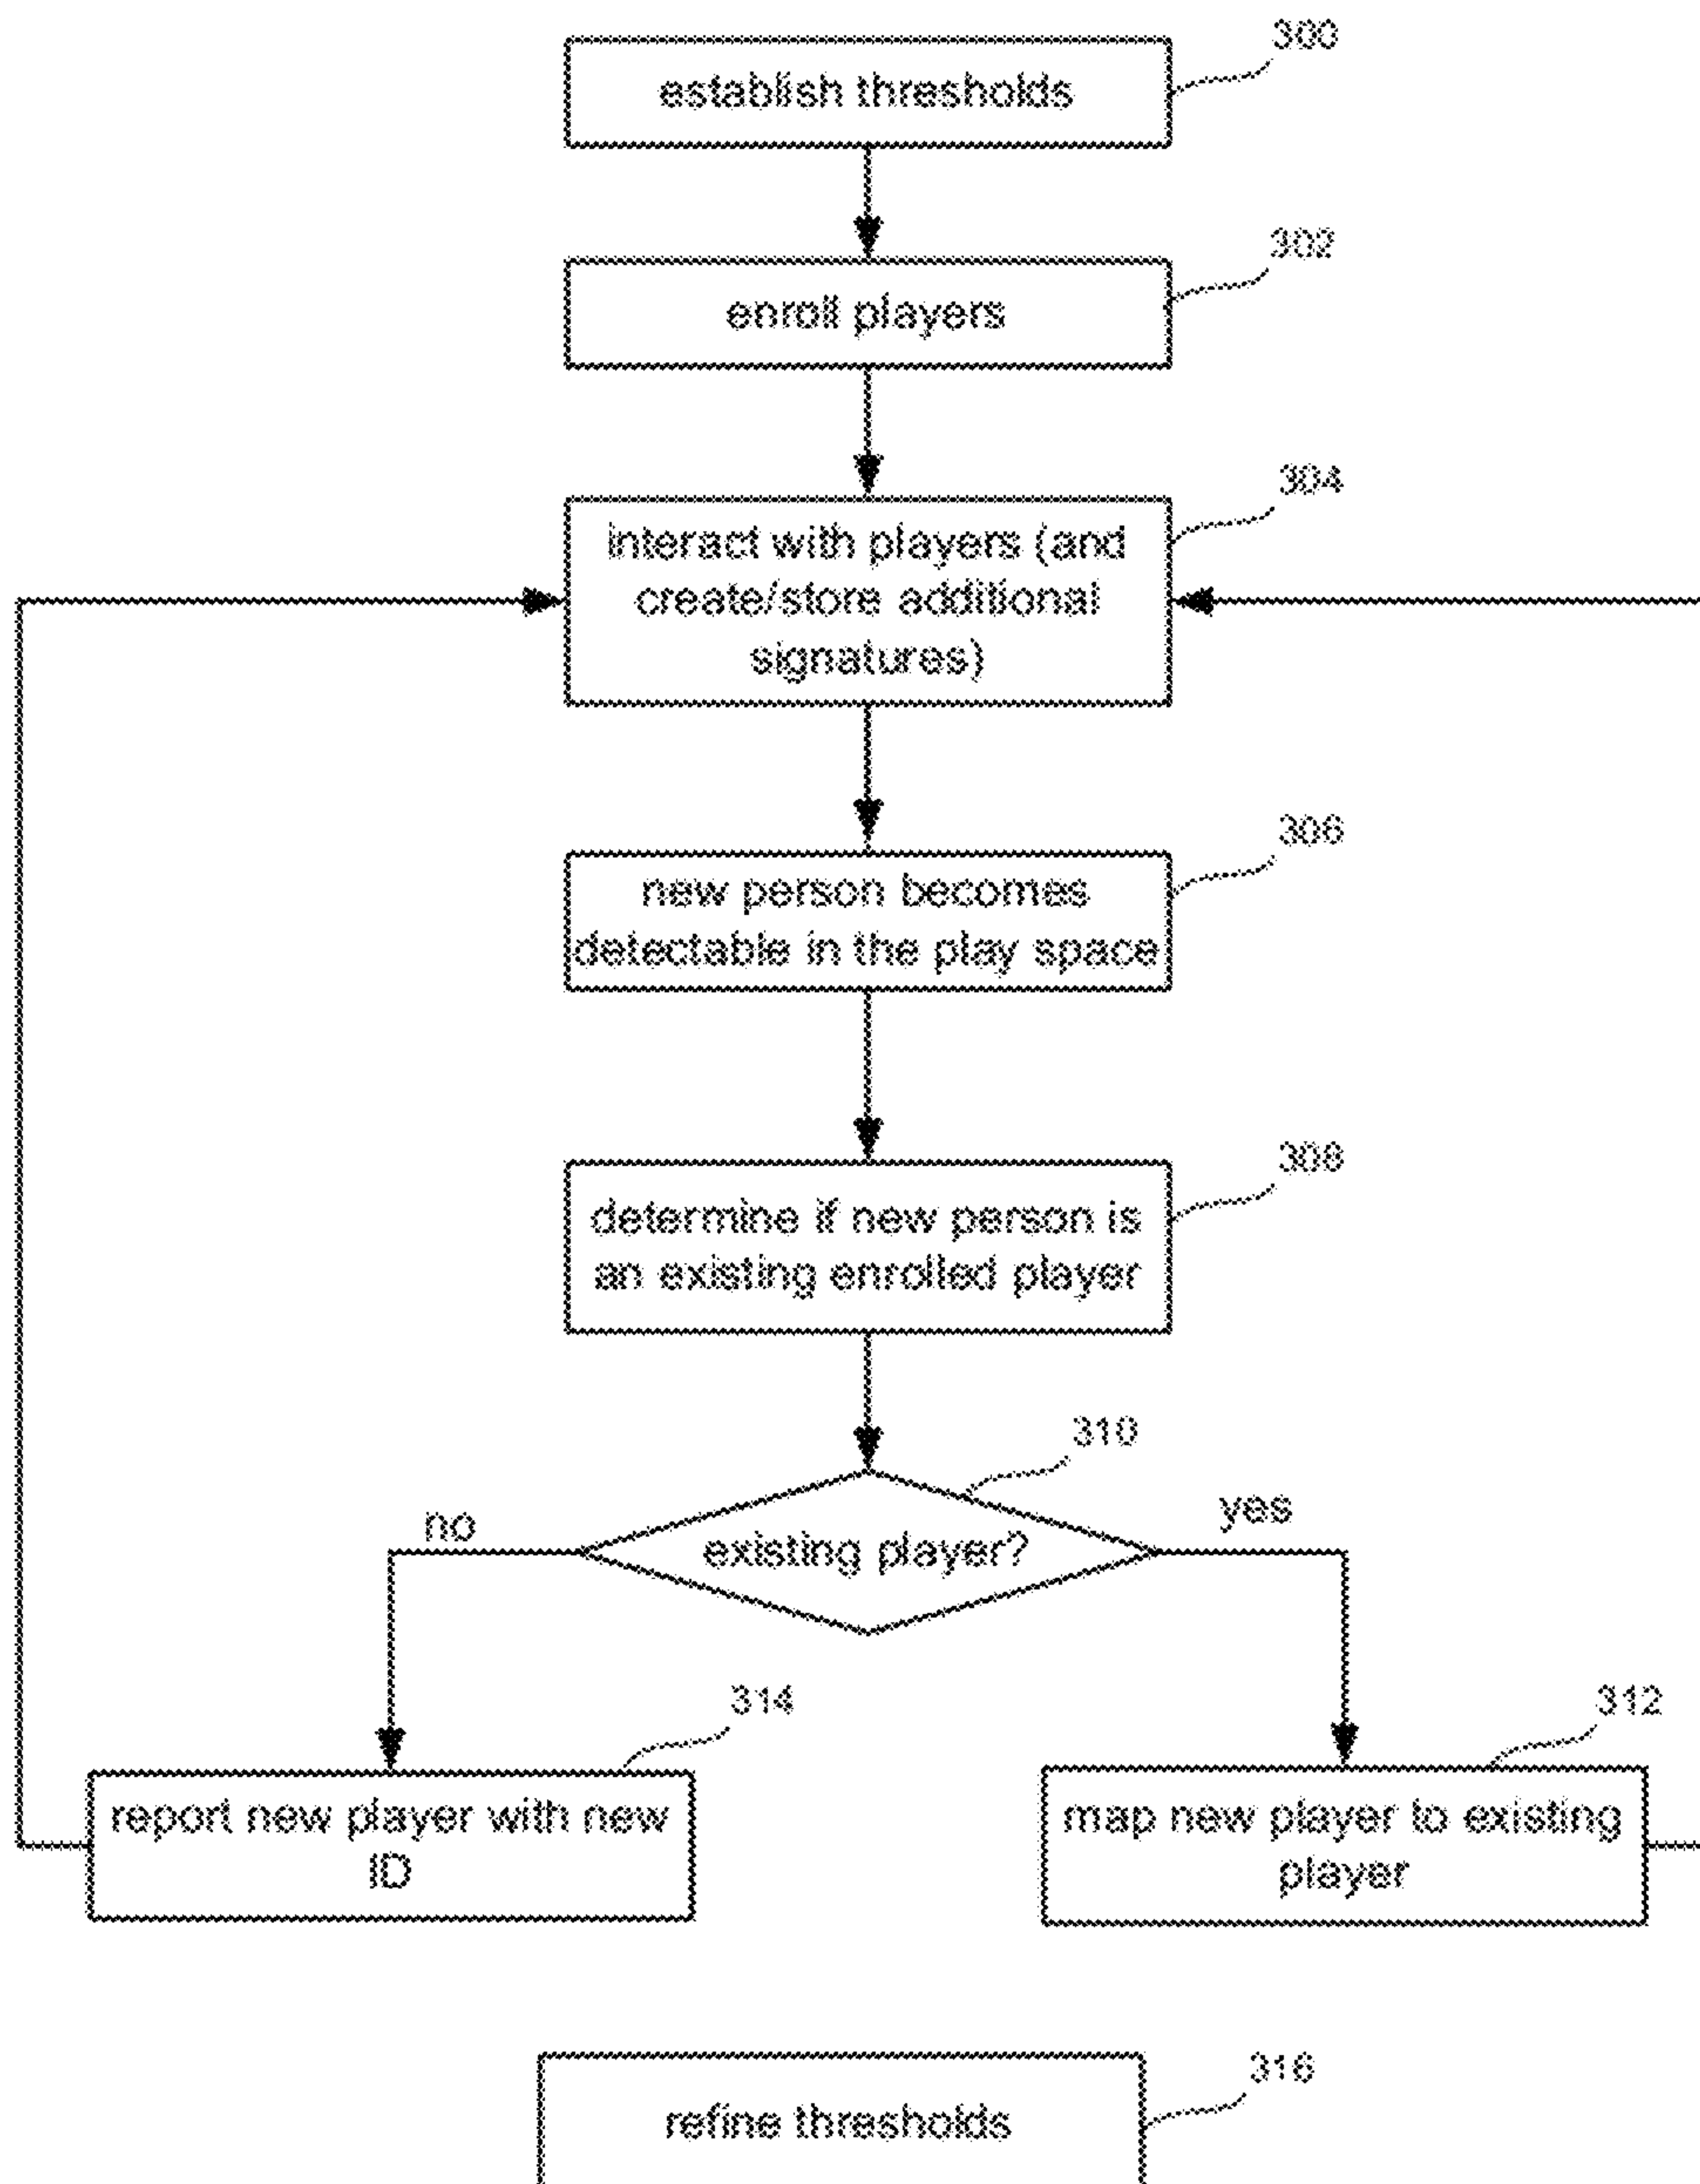 300
establish thresholds
302
enroll players
304
interact with players (and
create/store additional
signatures)
306
new person becomes
detectable in the play space
308
determine if new person is
an existing enrolled player
310
no
existing player?
yes
314
report new player with new
ID
312
map new player to existing
player
316
refine thresholds